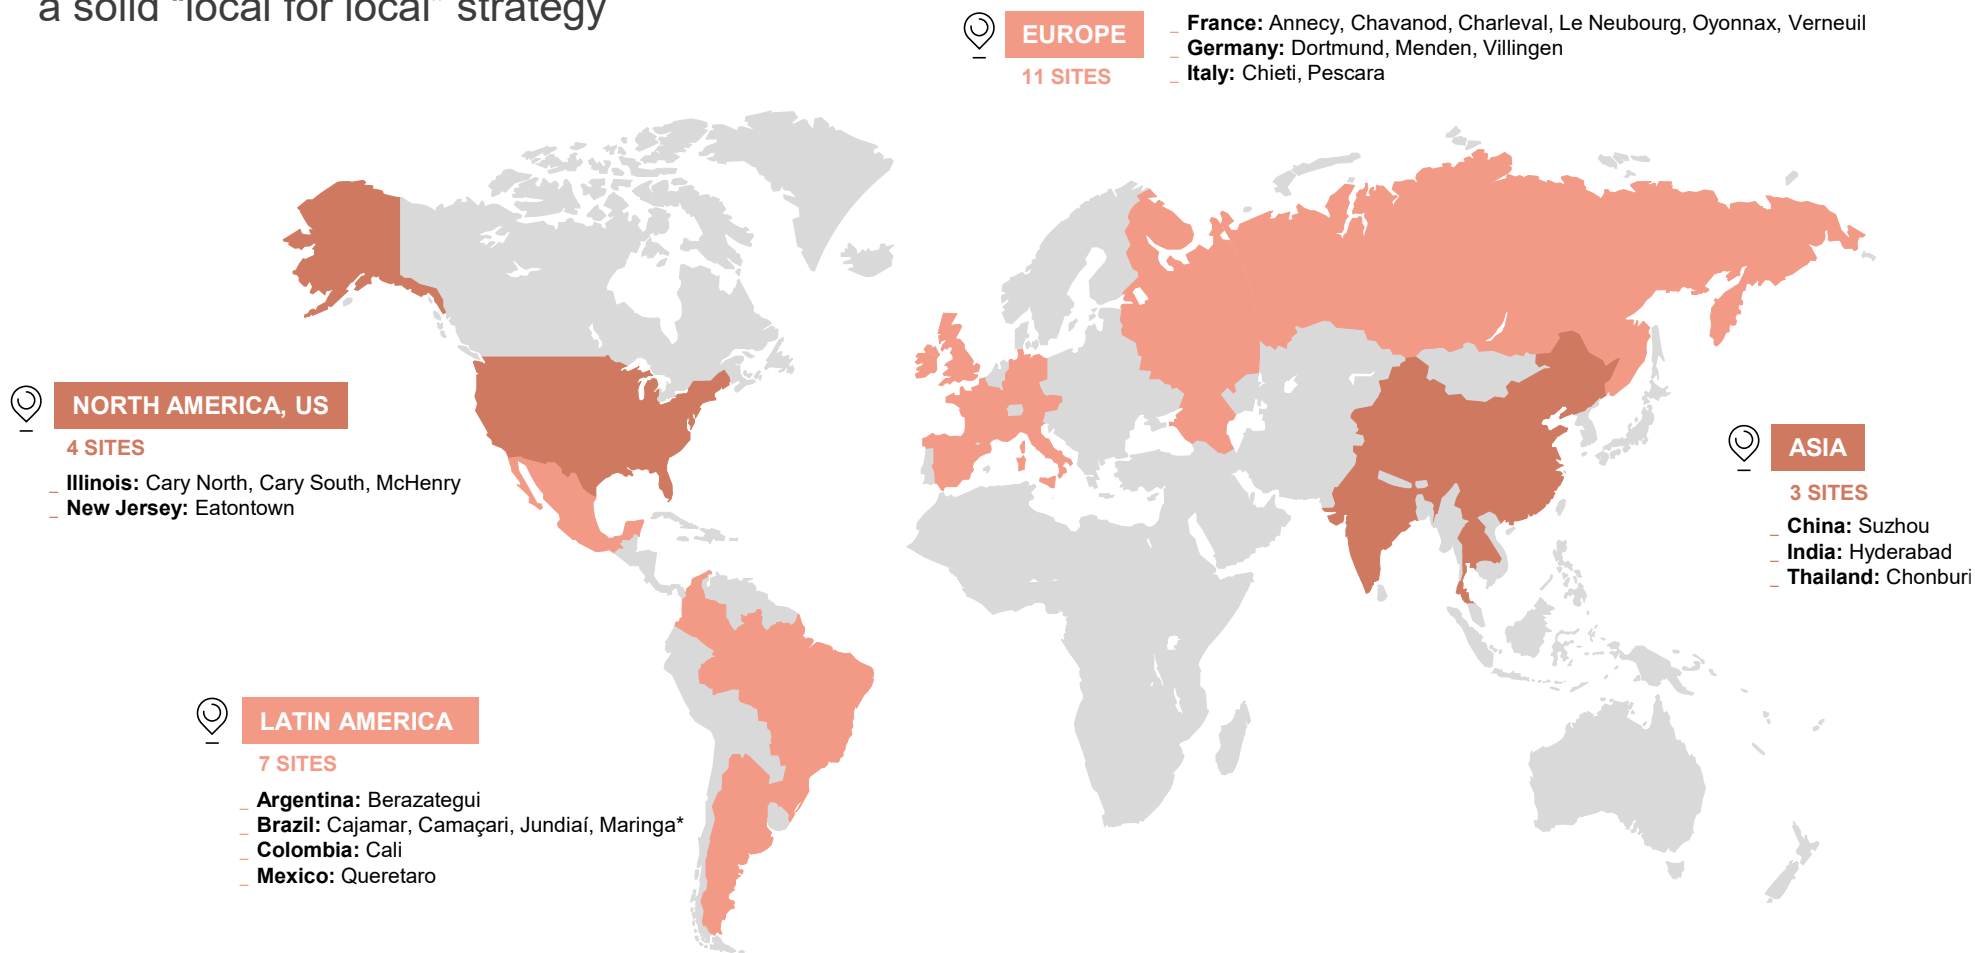 a solid “local for local” strategy
EUROPE
11 SITES
_ France: Annecy, Chavanod, Charleval, Le Neubourg, Oyonnax, Verneuil
_ Germany: Dortmund, Menden, Villingen
_ Italy: Chieti, Pescara
NORTH AMERICA, US
4 SITES
_ Illinois: Cary North, Cary South, McHenry
_ New Jersey: Eatontown
ASIA
3 SITES
_ China: Suzhou
_ India: Hyderabad
_ Thailand: Chonburi
LATIN AMERICA
7 SITES
_ Argentina: Berazategui
_ Brazil: Cajamar, Camaçari, Jundiaí, Maringa*
_ Colombia: Cali
_ Mexico: Queretaro